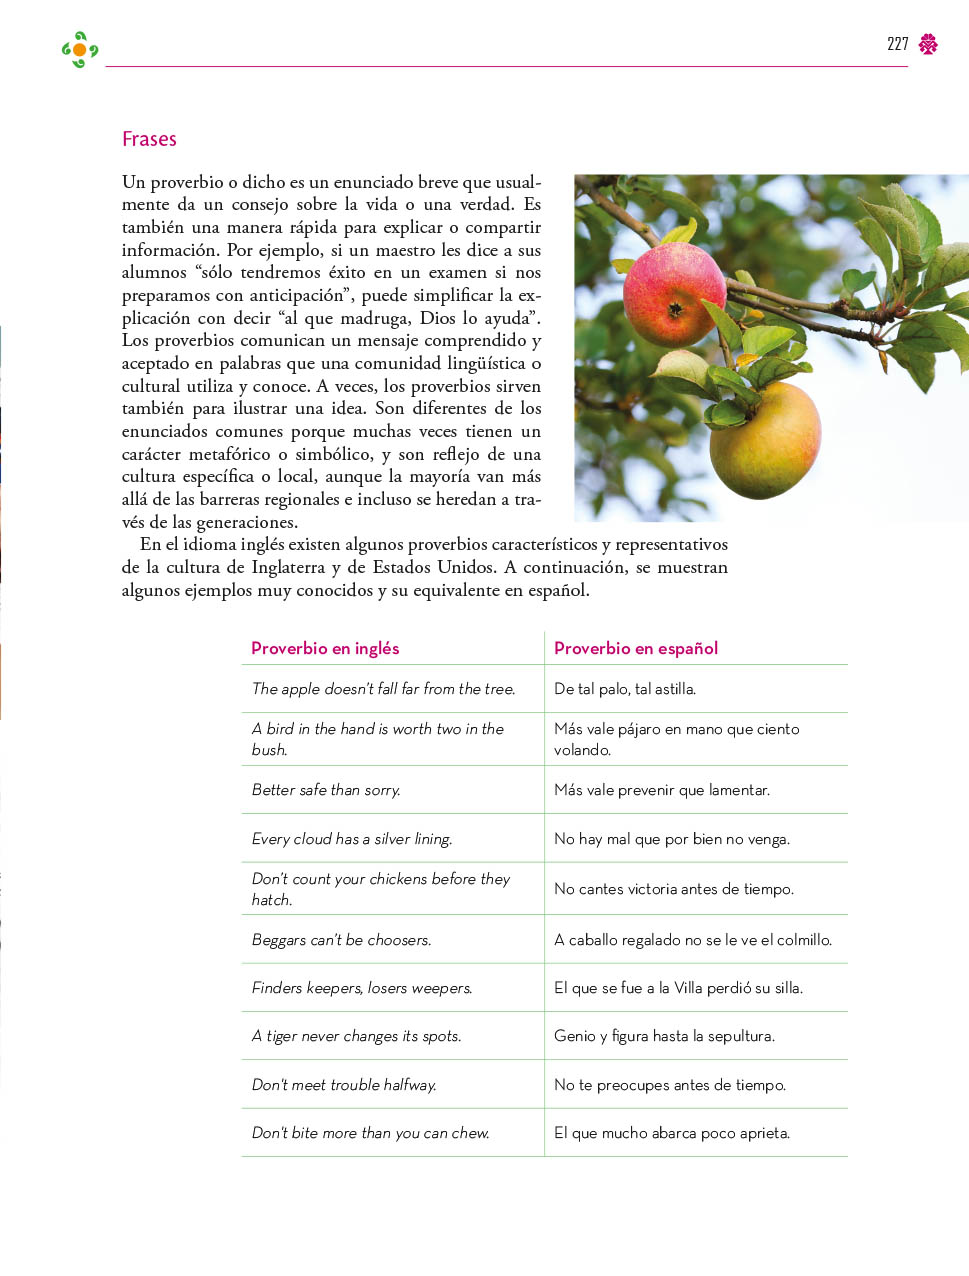 227
Frases
Un proverbio o dicho es un enunciado breve que usual-
mente da un consejo sobre la vida o una verdad. Es
también una manera rápida para explicar o compartir
información. Por ejemplo, si un maestro les dice a sus
alumnos “sólo tendremos éxito en un examen si nos
preparamos con anticipación”, puede simplificar la ex-
plicación con decir “al que madruga, Dios lo ayuda”.
Los proverbios comunican un mensaje comprendido y
aceptado en palabras que una comunidad lingüística o
cultural utiliza y conoce. A veces, los proverbios sirven
también para ilustrar una idea. Son diferentes de los
enunciados comunes porque muchas veces tienen un
carácter metafórico o simbólico, y son reflejo de una
cultura específica o local, aunque la mayoría van más
allá de las barreras regionales e incluso se heredan a tra-
vés de las generaciones.
En el idioma inglés existen algunos proverbios característicos y representativos
de la cultura de Inglaterra y de Estados Unidos. A continuación, se muestran
algunos ejemplos muy conocidos y su equivalente en español.
Proverbio en inglés
Proverbio en español
The apple doesn’t fall far from the tree.
De tal palo, tal astilla.
A bird in the hand is worth two in the
bush.
Más vale pájaro en mano que ciento
volando.
Better safe than sorry.
Más vale prevenir que lamentar.
Every cloud has a silver lining.
No hay mal que por bien no venga.
Don’t count your chickens before they
hatch.
No cantes victoria antes de tiempo.
Beggars can’t be choosers.
A caballo regalado no se le ve el colmillo.
Finders keepers, losers weepers.
El que se fue a la Villa perdió su silla.
A tiger never changes its spots.
Genio y figura hasta la sepultura.
Don't meet trouble halfway.
No te preocupes antes de tiempo.
Don't bite more than you can chew.
El que mucho abarca poco aprieta.